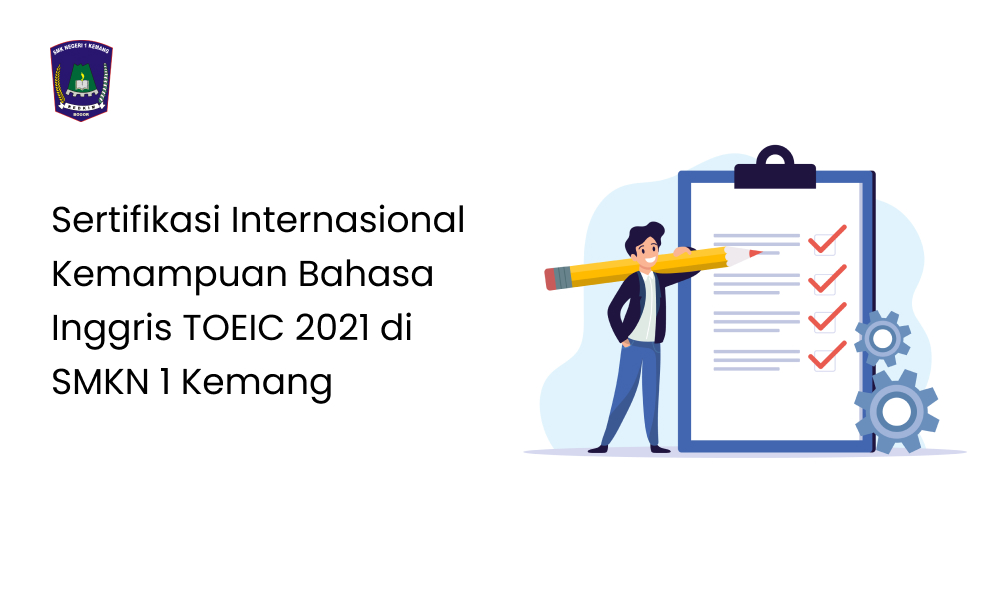 SMK NEGERI 1 KEMANG
BOGOR
Sertifikasi Internasional
Kemampuan Bahasa
Inggris TOEIC 2021 di
SMKN 1 Kemang